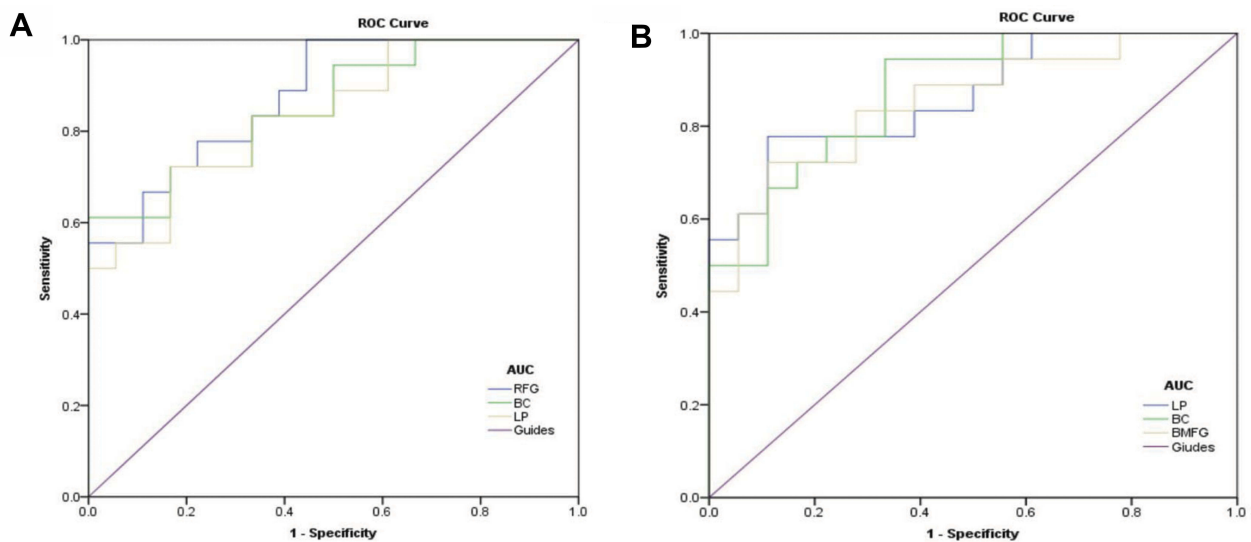 A
ROC Curve
1.0
0.8
0.6
0.4
0.2
0.0
Sensitivity
0.0 0.2 0.4 0.6 0.8 1.0
1 - Specificity
AUC
RFG
BC
LP
Guides
B
ROC Curve
1.0
0.8
0.6
0.4
0.2
0.0
Sensitivity
0.0 0.2 0.4 0.6 0.8 1.0
1 - Specificity
AUC
LP
BC
BMFG
Giudes